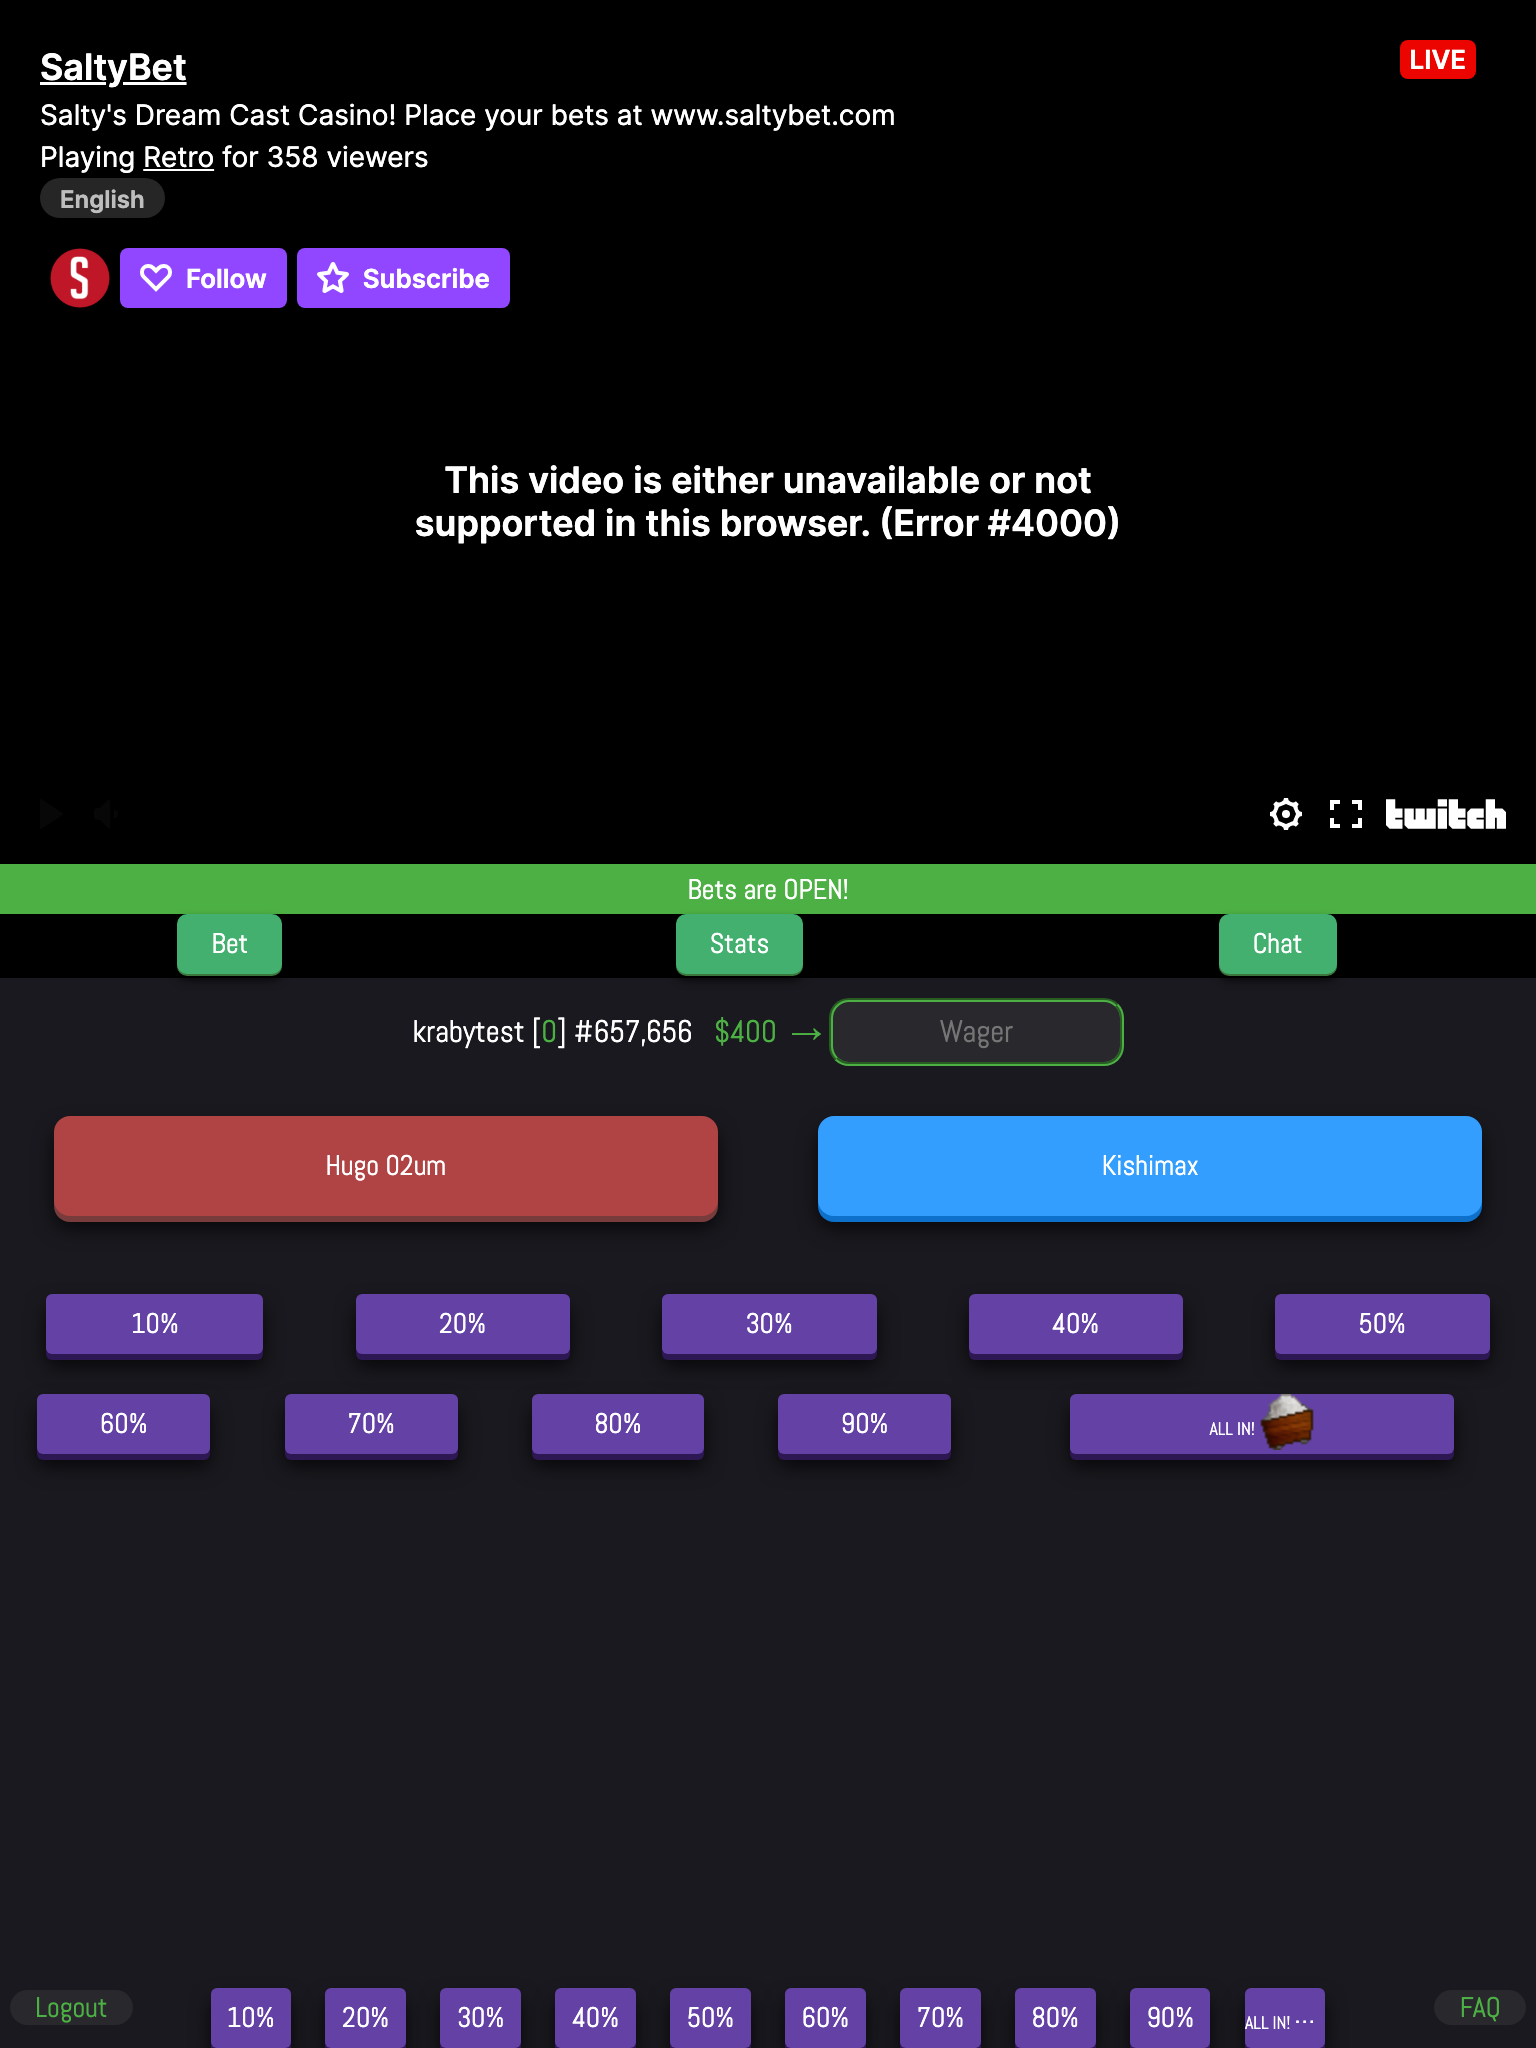 SaltyBet
LIVE
Salty's Dream Cast Casino! Place your bets at www.saltybet.com
Playing Retro for 358 viewers
English
S
Follow
Subscribe
This video is either unavailable or not
supported in this browser. (Error #4000)
twitch
Bets are OPEN!
Bet
Stats
Chat
krabytest [0] #657,656 $400 → Wager
Hugo 02um
Kishimax
10%
20%
30%
40%
50%
60%
70%
80%
90%
ALL IN!
Logout
10%
20%
30%
40%
50%
60%
70%
80%
90%
ALL IN! ...
FAQ